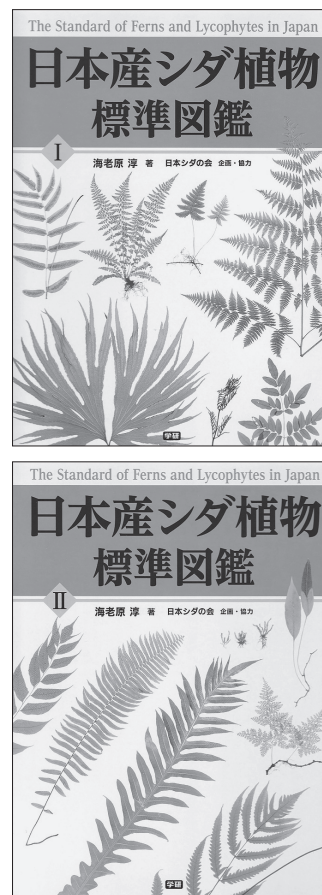 The Standard of Ferns and Lycophytes in Japan
日本産シダ植物
標準図鑑
I
海老原 淳 著 日本シダの会 企画・協力
学研
The Standard of Ferns and Lycophytes in Japan
日本産シダ植物
標準図鑑
II
海老原 淳 著 日本シダの会 企画・協力
学研